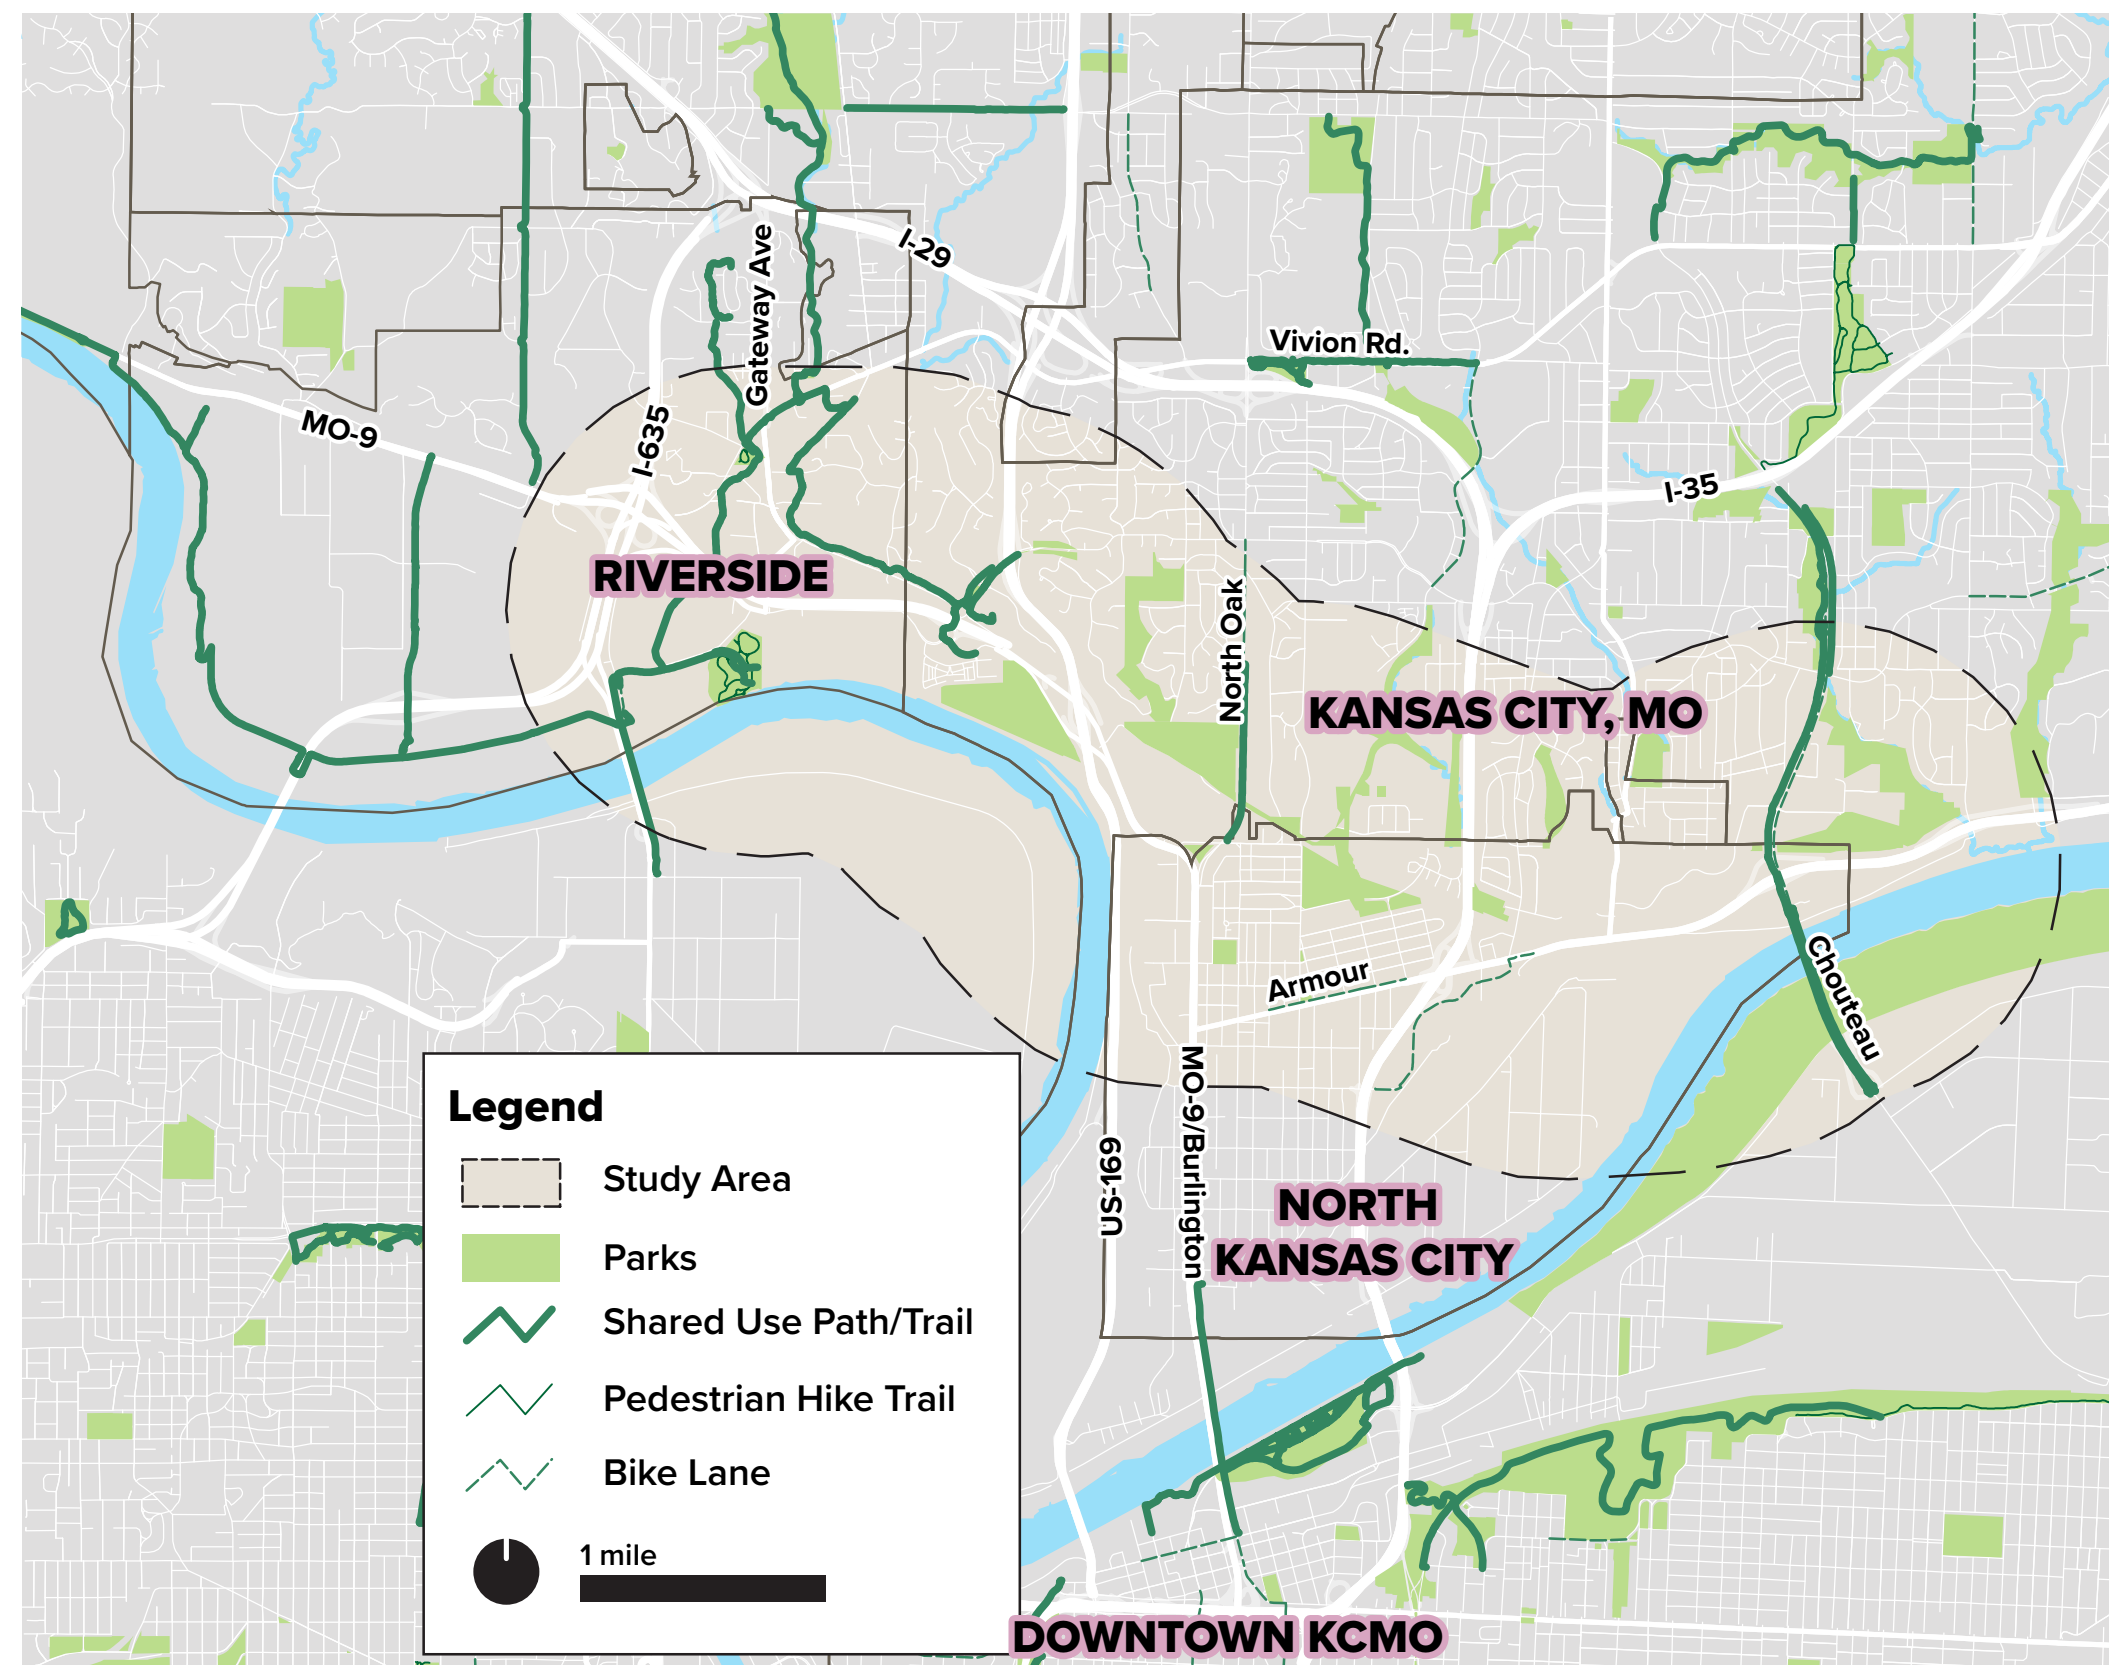 I-29
Gateway Ave
Vivion Rd.
MO-9
I-635
I-35
RIVERSIDE
North Oak
KANSAS CITY, MO
Armour
Chouteau
MO-9/Burlington
US-169
NORTH
KANSAS CITY
Legend
Study Area
Parks
Shared Use Path/Trail
Pedestrian Hike Trail
Bike Lane
1 mile
DOWNTOWN KCMO